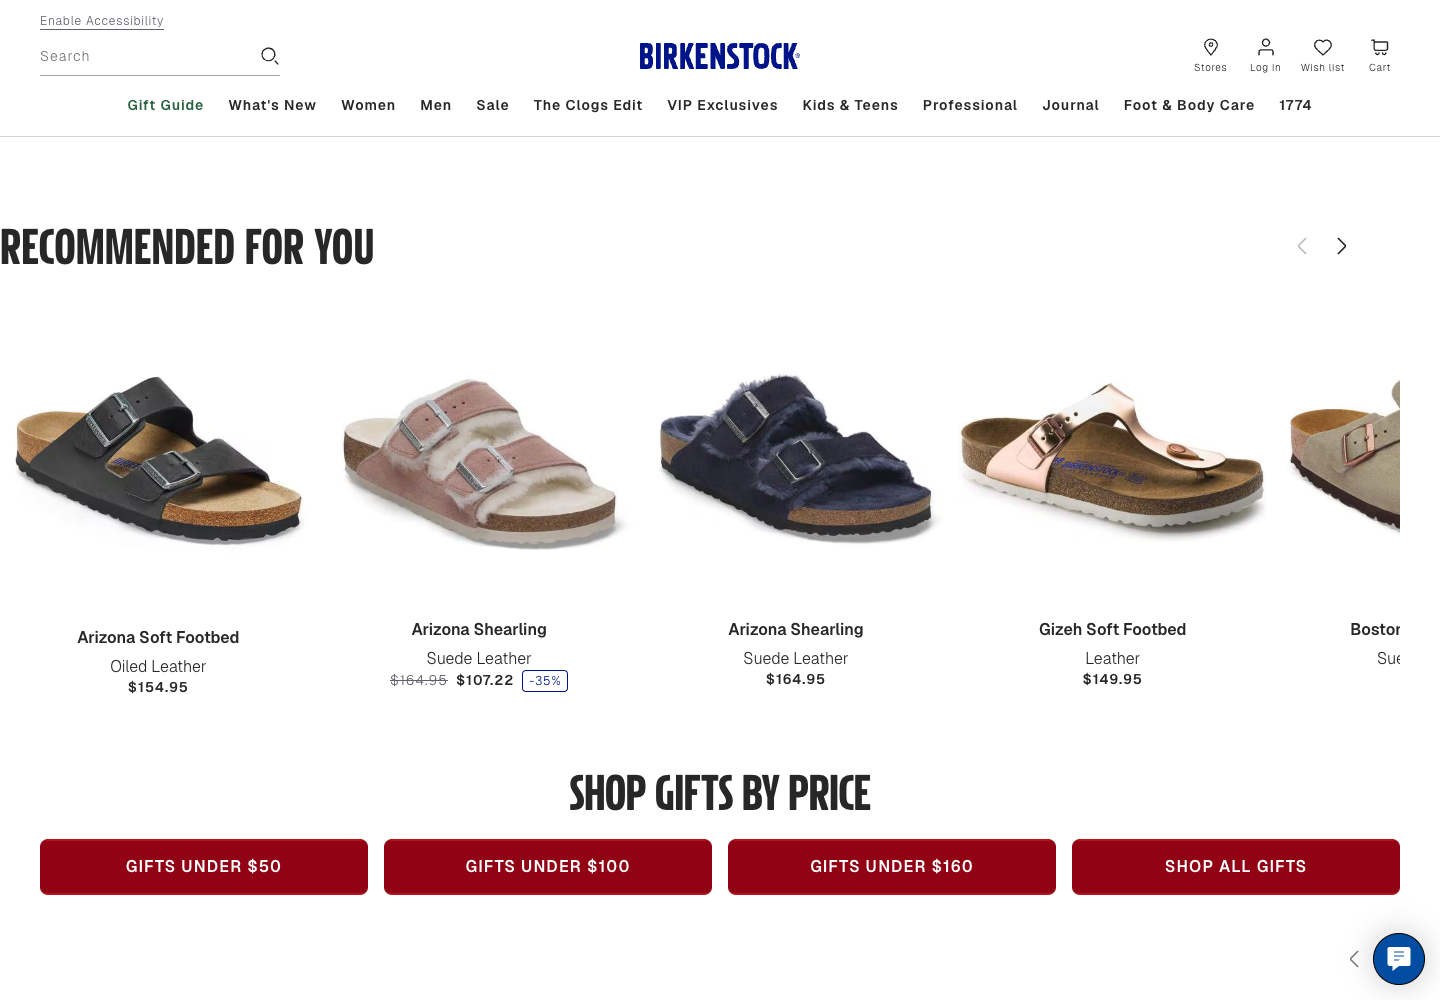 Enable Accessibility
Search
BIRKENSTOCK®
Stores
Log In
Wish list
Cart
Gift Guide
What's New
Women
Men
Sale
The Clogs Edit
VIP Exclusives
Kids & Teens
Professional
Journal
Foot & Body Care
1774
RECOMMENDED FOR YOU
BIRKENSTOCK
Arizona Soft Footbed
Oiled Leather
$154.95
Arizona Shearling
Suede Leather
$164.95 $107.22 -35%
Arizona Shearling
Suede Leather
$164.95
Gizeh Soft Footbed
Leather
$149.95
Boston
Sue
SHOP GIFTS BY PRICE
GIFTS UNDER $50
GIFTS UNDER $100
GIFTS UNDER $160
SHOP ALL GIFTS